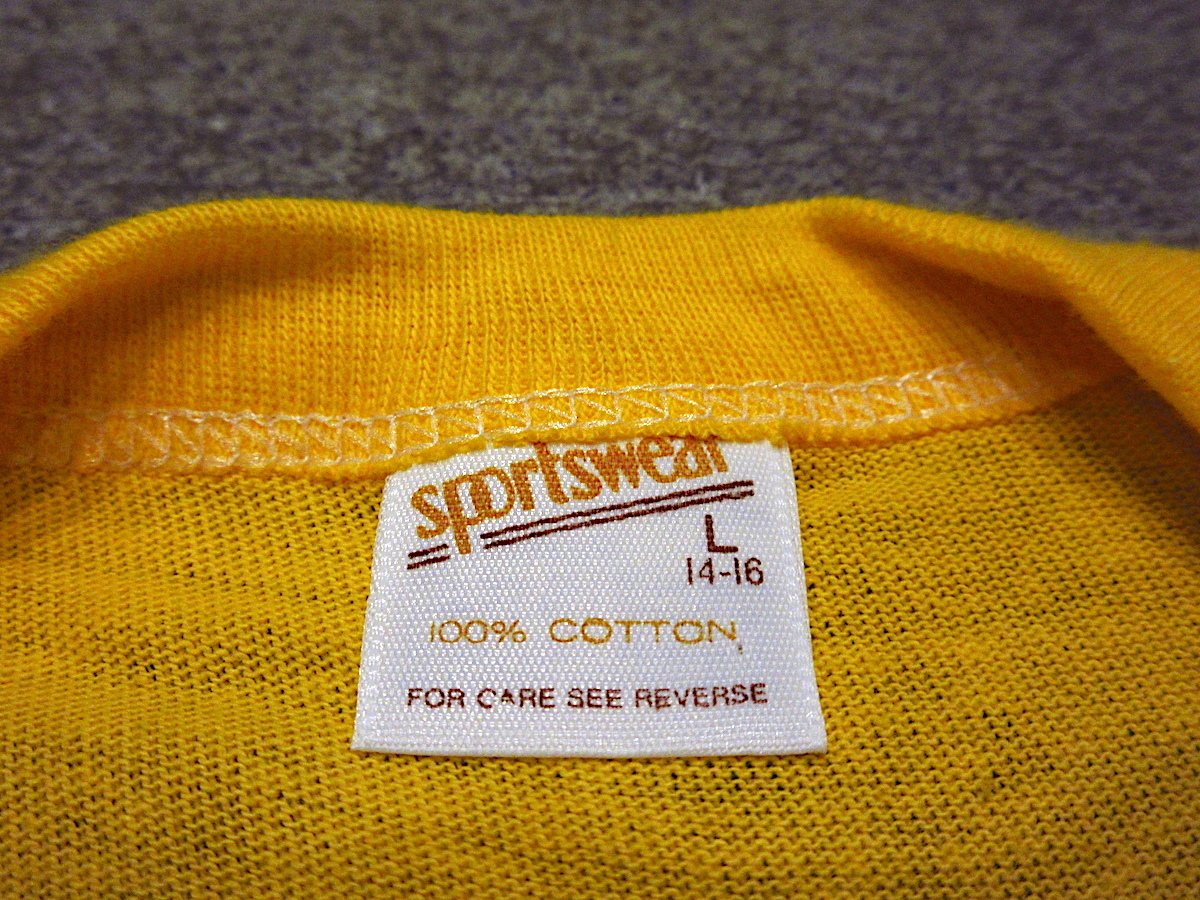 sportswear
L
14-16
100% COTTON
FOR CARE SEE REVERSE